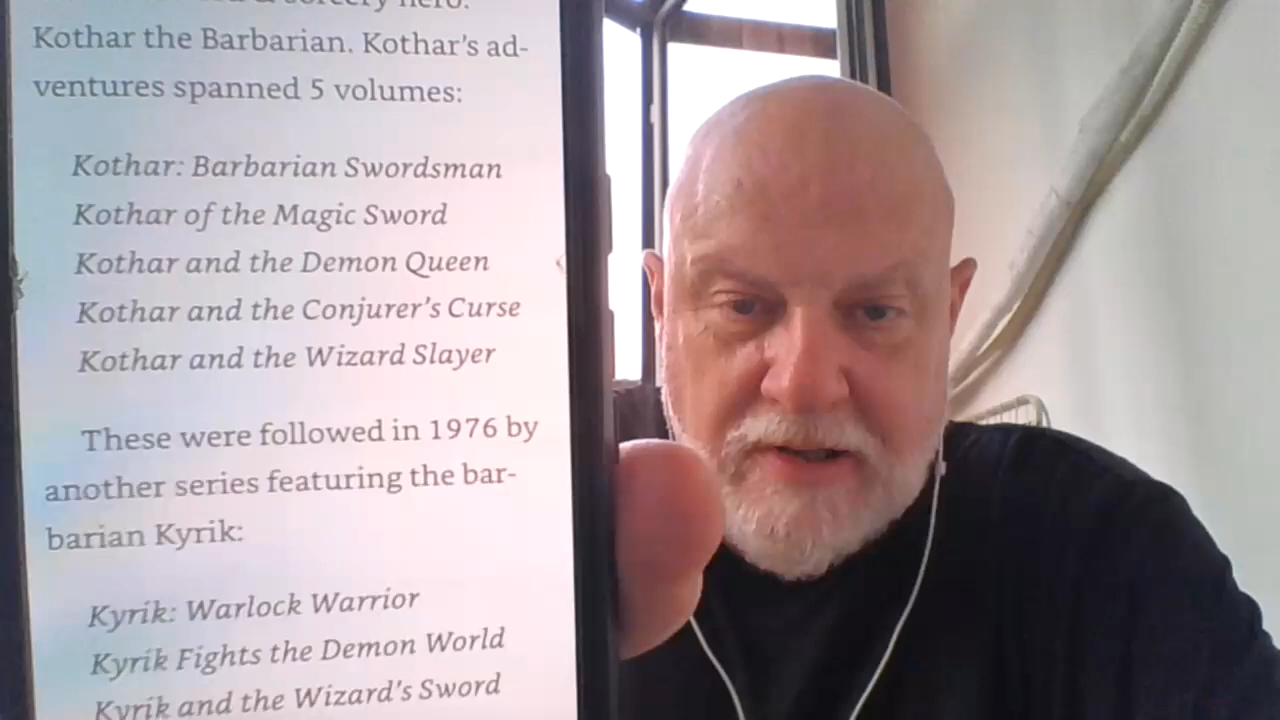 sorcery hero:
Kothar the Barbarian. Kothar's ad-
ventures spanned 5 volumes:
Kothar: Barbarian Swordsman
Kothar of the Magic Sword
Kothar and the Demon Queen
Kothar and the Conjurer's Curse
Kothar and the Wizard Slayer
These were followed in 1976 by
another series featuring the bar-
barian Kyrik:
Kyrik: Warlock Warrior
Kyrik Fights the Demon World
Kyrik and the Wizard's Sword